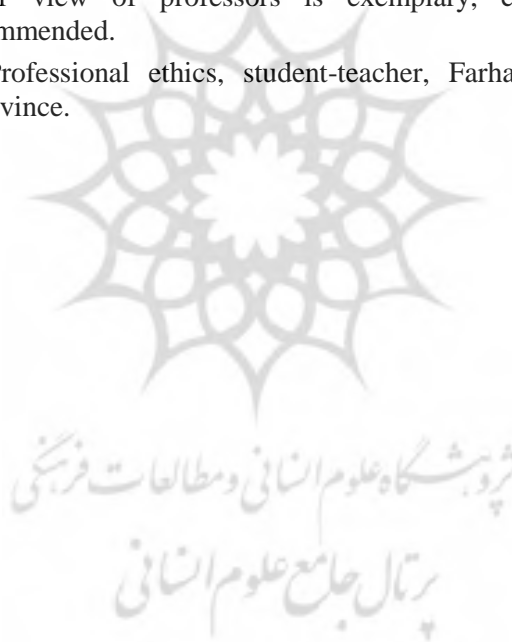 view of professors is exemplary,
mmended.
rofessional ethics, student-teacher, Farha
vince.
پژوهشگاه علوم انسانی و مطالعات فرهنگی
پرتال جامع علوم انسانی